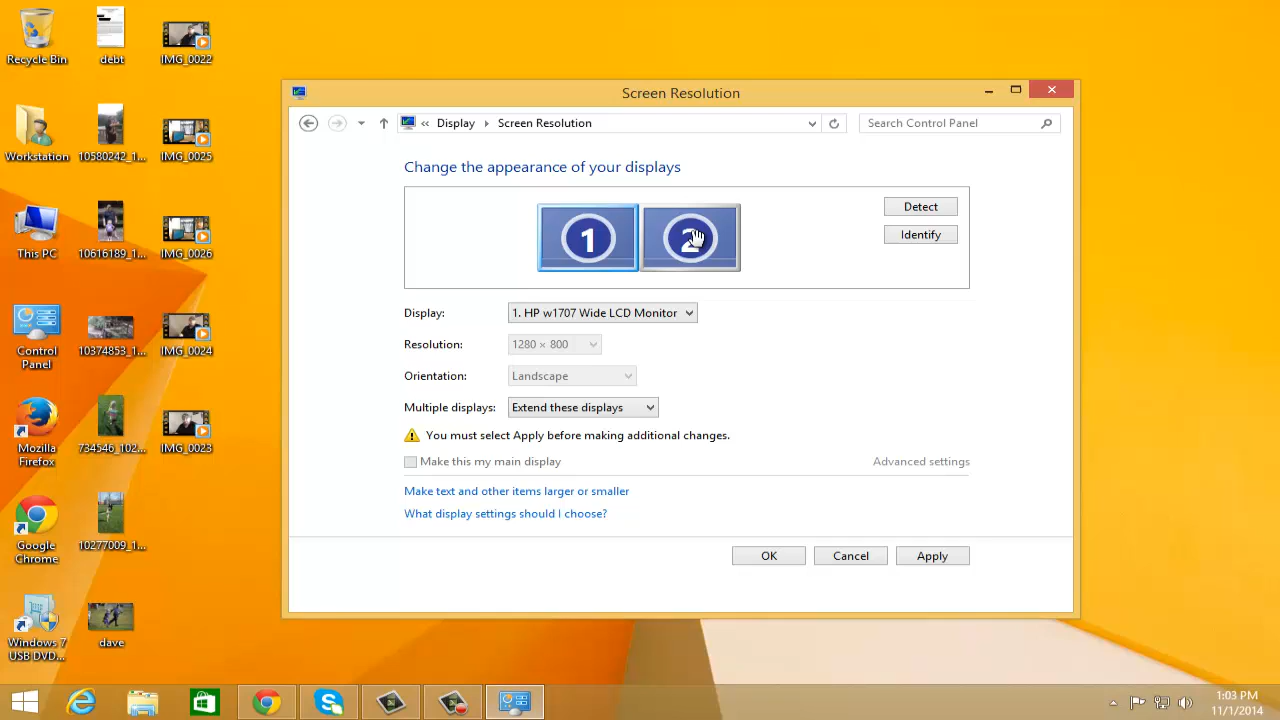 Recycle Bin
debt
IMG_0022
Workstation
10580242_1...
IMG_0025
This PC
10616189_1...
IMG_0026
Control
Panel
10374853_1...
IMG_0024
Mozilla
Firefox
734546_102...
IMG_0023
Google
Chrome
10277009_1...
Windows 7
USB DVD...
dave
Screen Resolution
« Display Screen Resolution
Search Control Panel
Change the appearance of your displays
1
2
Detect
Identify
Display: 1. HP w1707 Wide LCD Monitor
Resolution: 1280 × 800
Orientation: Landscape
Multiple displays: Extend these displays
You must select Apply before making additional changes.
Make this my main display
Advanced settings
Make text and other items larger or smaller
What display settings should I choose?
OK
Cancel
Apply
1:03 PM
11/1/2014